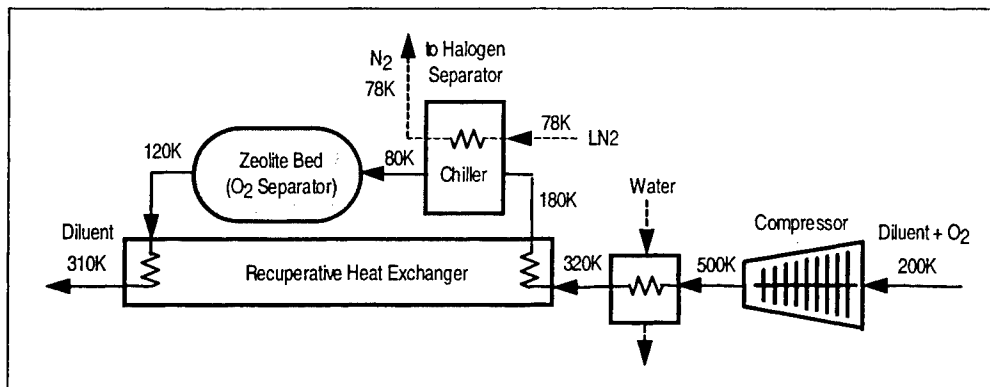 N2
78K
to Halogen
Separator
78K
LN2
Chiller
80K
180K
Zeolite Bed
(O2 Separator)
120K
Diluent
310K
Recuperative Heat Exchanger
320K
Water
500K
Compressor
Diluent + O2
200K